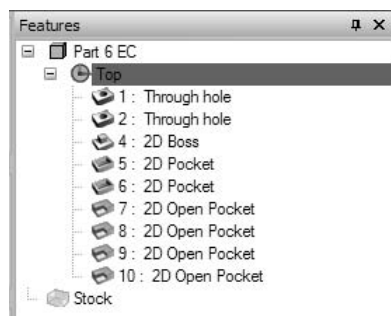 Features
Part 6 EC
Top
1 : Through hole
2 : Through hole
4 : 2D Boss
5 : 2D Pocket
6 : 2D Pocket
7 : 2D Open Pocket
8 : 2D Open Pocket
9 : 2D Open Pocket
10 : 2D Open Pocket
Stock